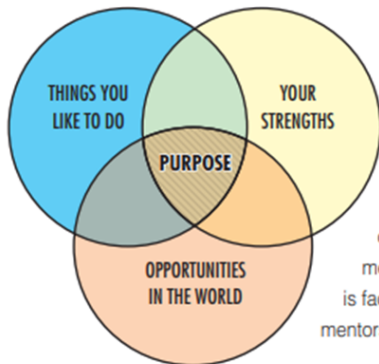 THINGS YOU
LIKE TO DO
YOUR
STRENGTHS
PURPOSE
OPPORTUNITIES
IN THE WORLD
is fac
mentor